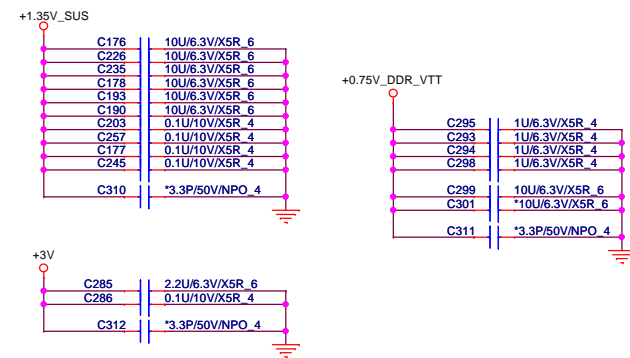 +1.35V_SUS
C176 10U/6.3V/X5R_6
C226 10U/6.3V/X5R_6
C235 10U/6.3V/X5R_6
C178 10U/6.3V/X5R_6
C193 10U/6.3V/X5R_6
C190 10U/6.3V/X5R_6
C203 0.1U/10V/X5R_4
C257 0.1U/10V/X5R_4
C177 0.1U/10V/X5R_4
C245 0.1U/10V/X5R_4
C310 *3.3P/50V/NPO_4
+0.75V_DDR_VTT
C295 1U/6.3V/X5R_4
C293 1U/6.3V/X5R_4
C294 1U/6.3V/X5R_4
C298 1U/6.3V/X5R_4
C299 10U/6.3V/X5R_6
C301 *10U/6.3V/X5R_6
C311 *3.3P/50V/NPO_4
+3V
C285 2.2U/6.3V/X5R_6
C286 0.1U/10V/X5R_4
C312 *3.3P/50V/NPO_4